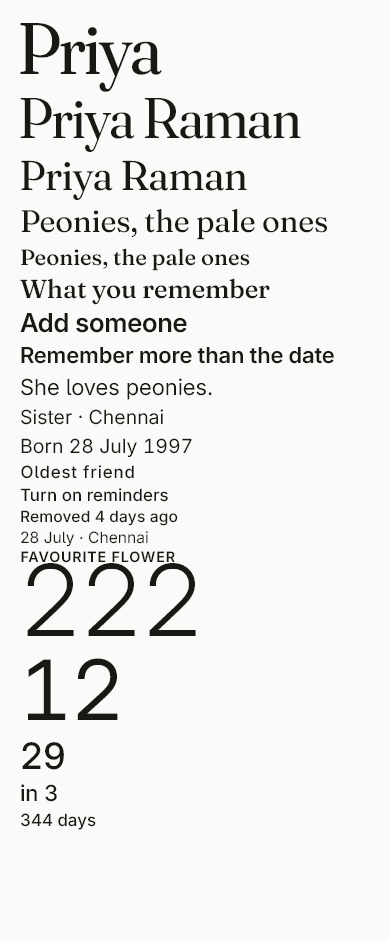 Priya
Priya Raman
Priya Raman
Peonies, the pale ones
Peonies, the pale ones
What you remember
Add someone
Remember more than the date
She loves peonies.
Sister · Chennai
Born 28 July 1997
Oldest friend
Turn on reminders
Removed 4 days ago
28 July · Chennai
FAVOURITE FLOWER
222
12
29
in 3
344 days